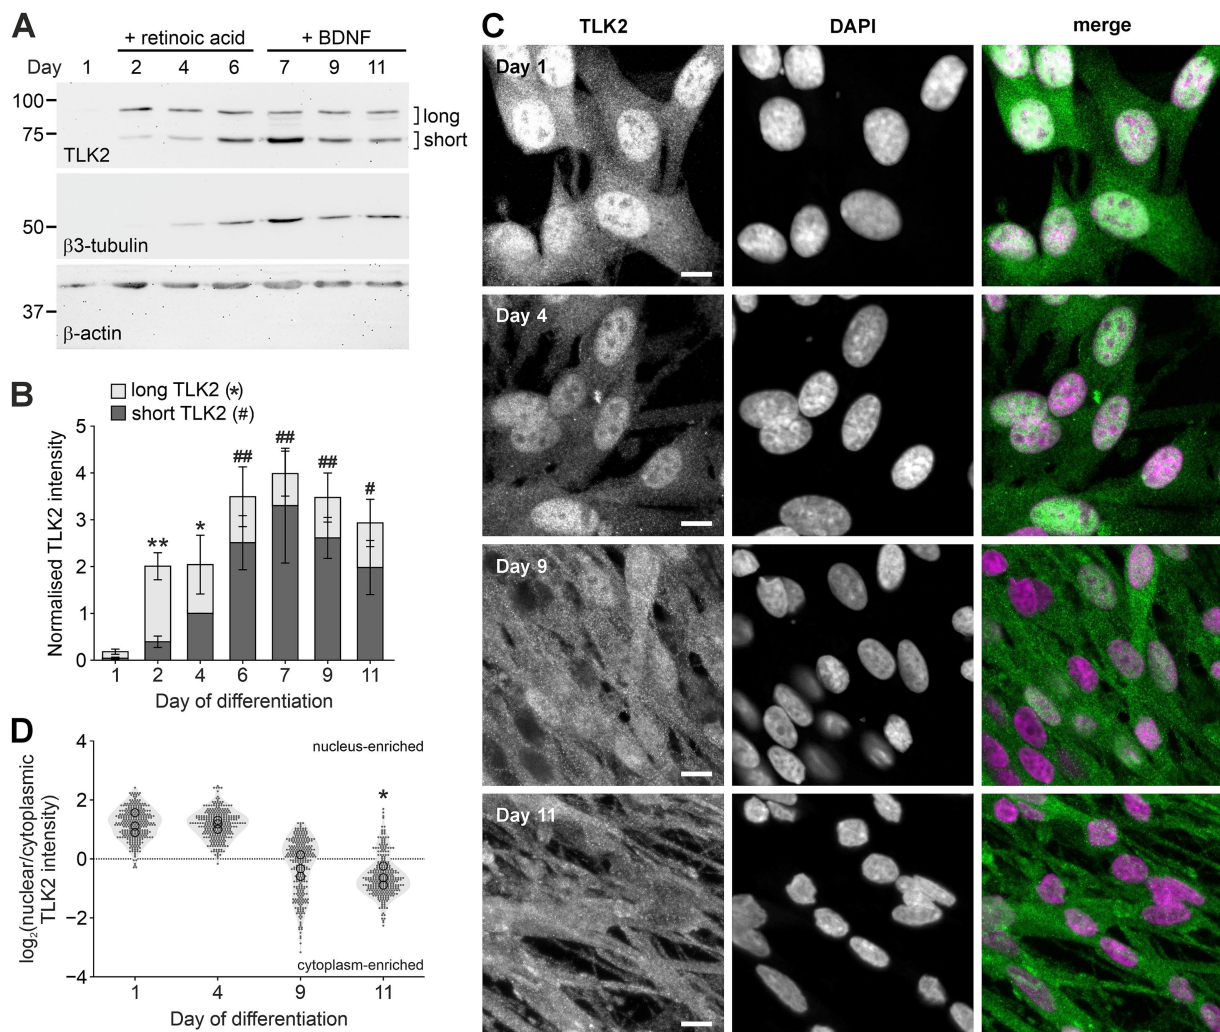 A
+ retinoic acid
+ BDNF
Day 1 2 4 6 7 9 11
100
75
long
short
TLK2
50
β3-tubulin
37
β-actin
B
long TLK2 (*)
short TLK2 (#)
Normalised TLK2 intensity
5
4
3
2
1
0
** * ## ## ## #
1 2 4 6 7 9 11
Day of differentiation
D
log2(nuclear/cytoplasmic
TLK2 intensity)
4
2
0
−2
−4
nucleus-enriched
*
cytoplasm-enriched
1 4 9 11
Day of differentiation
C
TLK2 DAPI merge
Day 1
Day 4
Day 9
Day 11